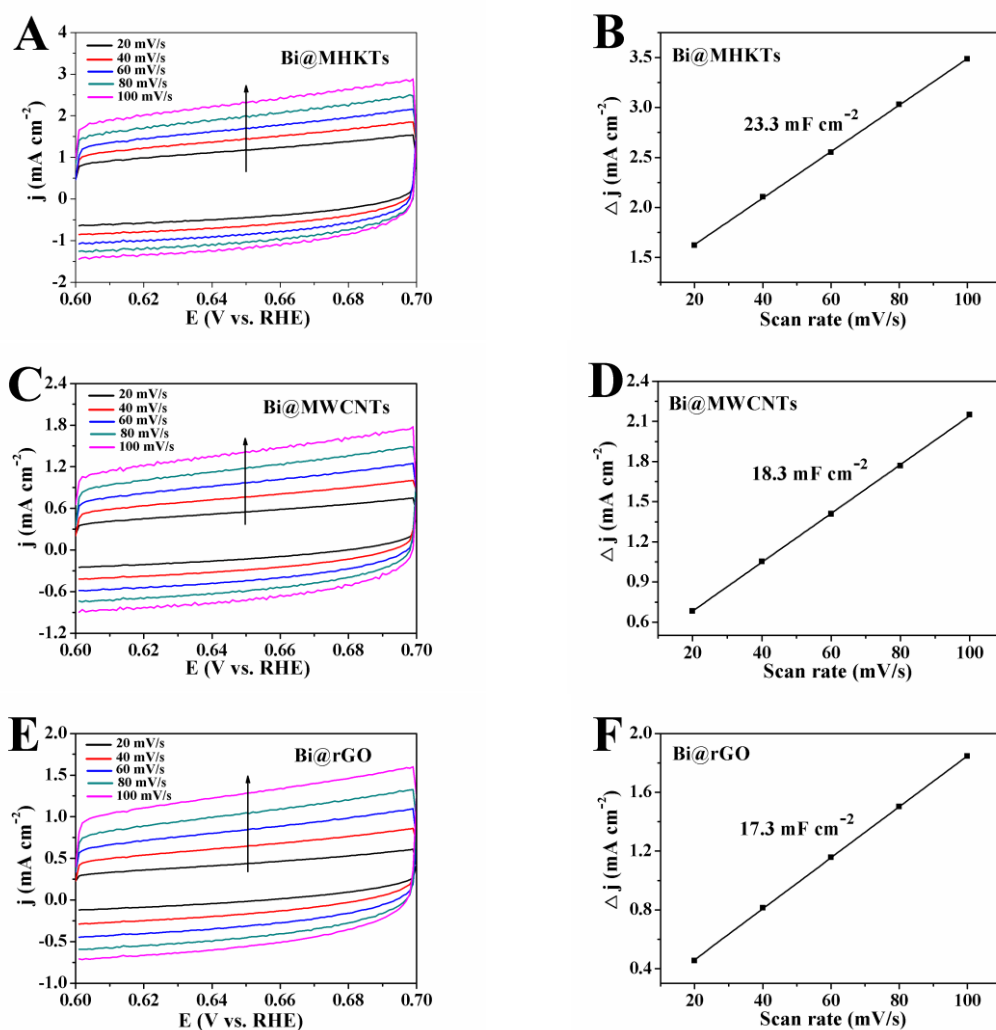 A
20 mV/s
40 mV/s
60 mV/s
80 mV/s
100 mV/s
Bi@MHKTs
j (mA cm⁻²)
4
3
2
1
0
-1
-2
0.60 0.62 0.64 0.66 0.68 0.70
E (V vs. RHE)
B
Bi@MHKTs
23.3 mF cm⁻²
△ j (mA cm⁻²)
3.5
3.0
2.5
2.0
1.5
20 40 60 80 100
Scan rate (mV/s)
C
20 mV/s
40 mV/s
60 mV/s
80 mV/s
100 mV/s
Bi@MWCNTs
j (mA cm⁻²)
2.4
1.8
1.2
0.6
0.0
-0.6
-1.2
0.60 0.62 0.64 0.66 0.68 0.70
E (V vs. RHE)
D
Bi@MWCNTs
18.3 mF cm⁻²
△ j (mA cm⁻²)
2.4
2.1
1.8
1.5
1.2
0.9
0.6
20 40 60 80 100
Scan rate (mV/s)
E
20 mV/s
40 mV/s
60 mV/s
80 mV/s
100 mV/s
Bi@rGO
j (mA cm⁻²)
2.0
1.5
1.0
0.5
0.0
-0.5
-1.0
0.60 0.62 0.64 0.66 0.68 0.70
E (V vs. RHE)
F
Bi@rGO
17.3 mF cm⁻²
△ j (mA cm⁻²)
2.0
1.6
1.2
0.8
0.4
20 40 60 80 100
Scan rate (mV/s)